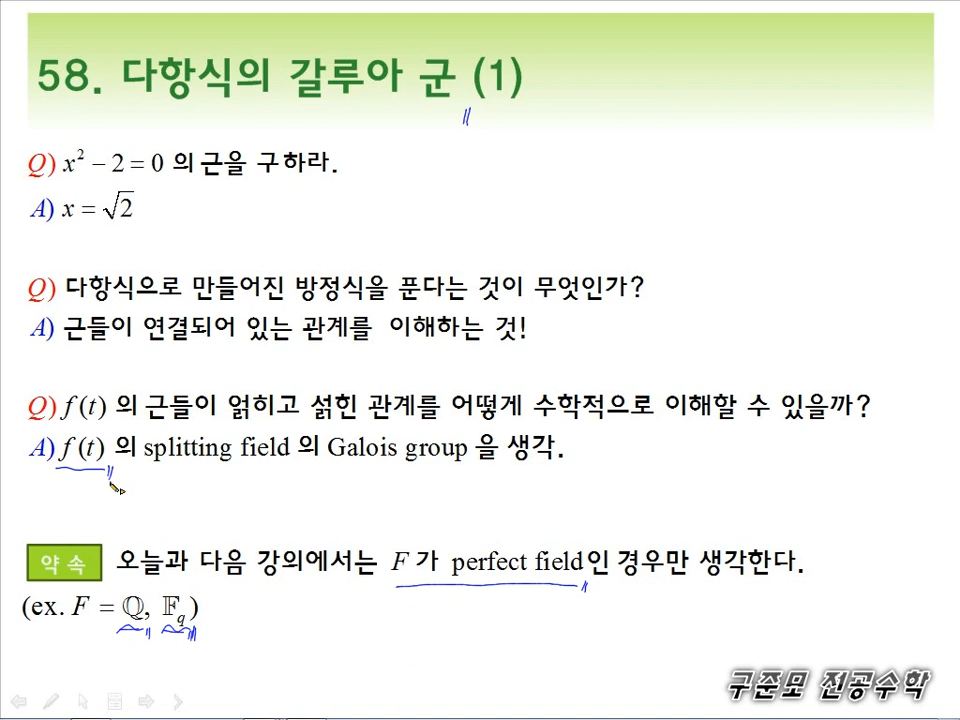 58. 다항식의 갈루아 군 (1)
Q) x² − 2 = 0 의 근을 구하라.
A) x = √2
Q) 다항식으로 만들어진 방정식을 푼다는 것이 무엇인가?
A) 근들이 연결되어 있는 관계를 이해하는 것!
Q) f (t) 의 근들이 얽히고 섥힌 관계를 어떻게 수학적으로 이해할 수 있을까?
A) f (t) 의 splitting field 의 Galois group 을 생각.
약 속 오늘과 다음 강의에서는 F 가 perfect field인 경우만 생각한다.
(ex. F = ℚ, 𝔽q )
구준모 전공수학